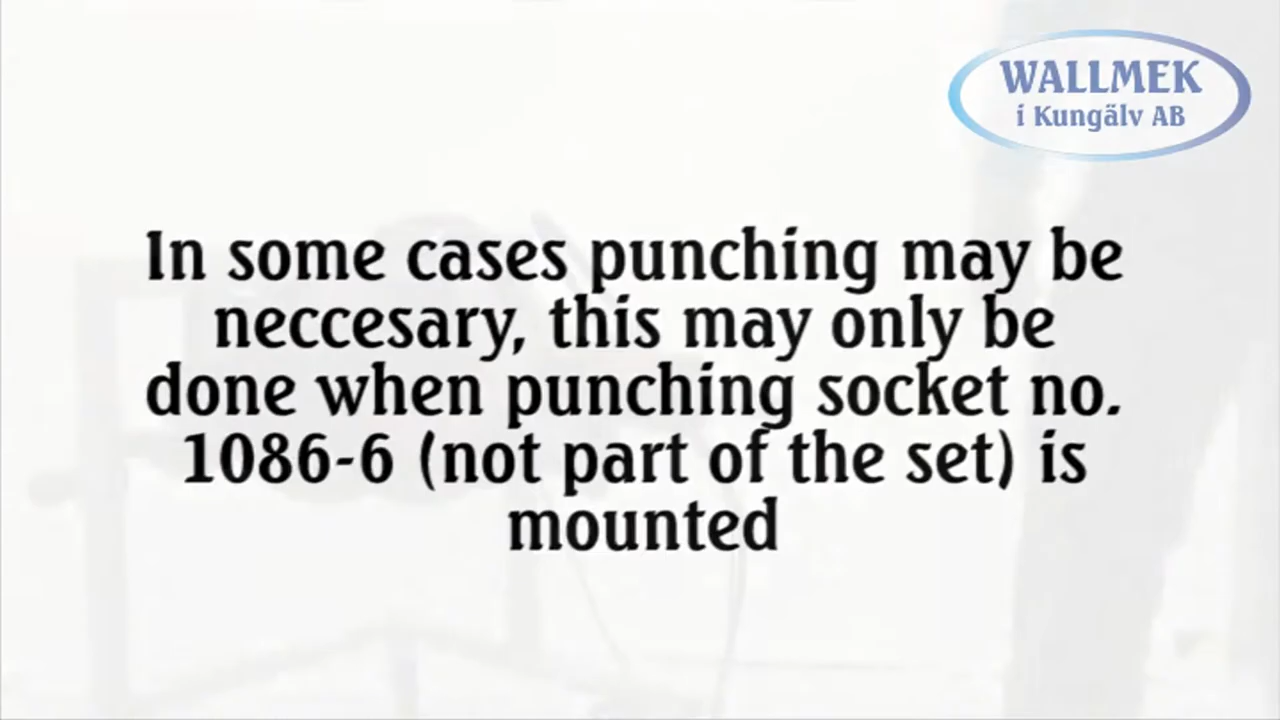 WALLMEK
i Kungälv AB
In some cases punching may be
neccesary, this may only be
done when punching socket no.
1086-6 (not part of the set) is
mounted